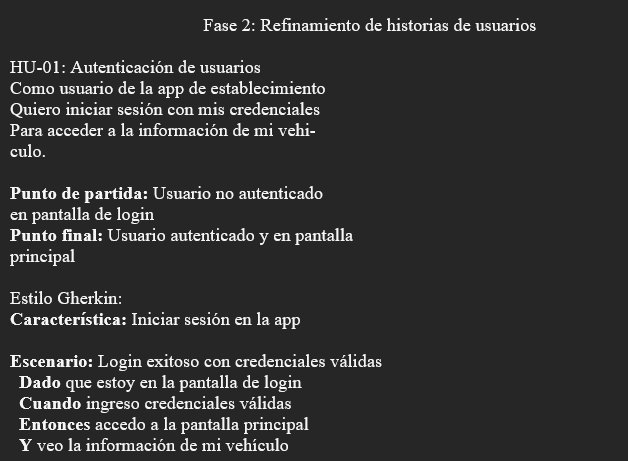 Fase 2: Refinamiento de historias de usuarios
HU-01: Autenticación de usuarios
Como usuario de la app de establecimiento
Quiero iniciar sesión con mis credenciales
Para acceder a la información de mi vehi-
culo.
Punto de partida: Usuario no autenticado
en pantalla de login
Punto final: Usuario autenticado y en pantalla
principal
Estilo Gherkin:
Característica: Iniciar sesión en la app
Escenario: Login exitoso con credenciales válidas
Dado que estoy en la pantalla de login
Cuando ingreso credenciales válidas
Entonces accedo a la pantalla principal
Y veo la información de mi vehículo